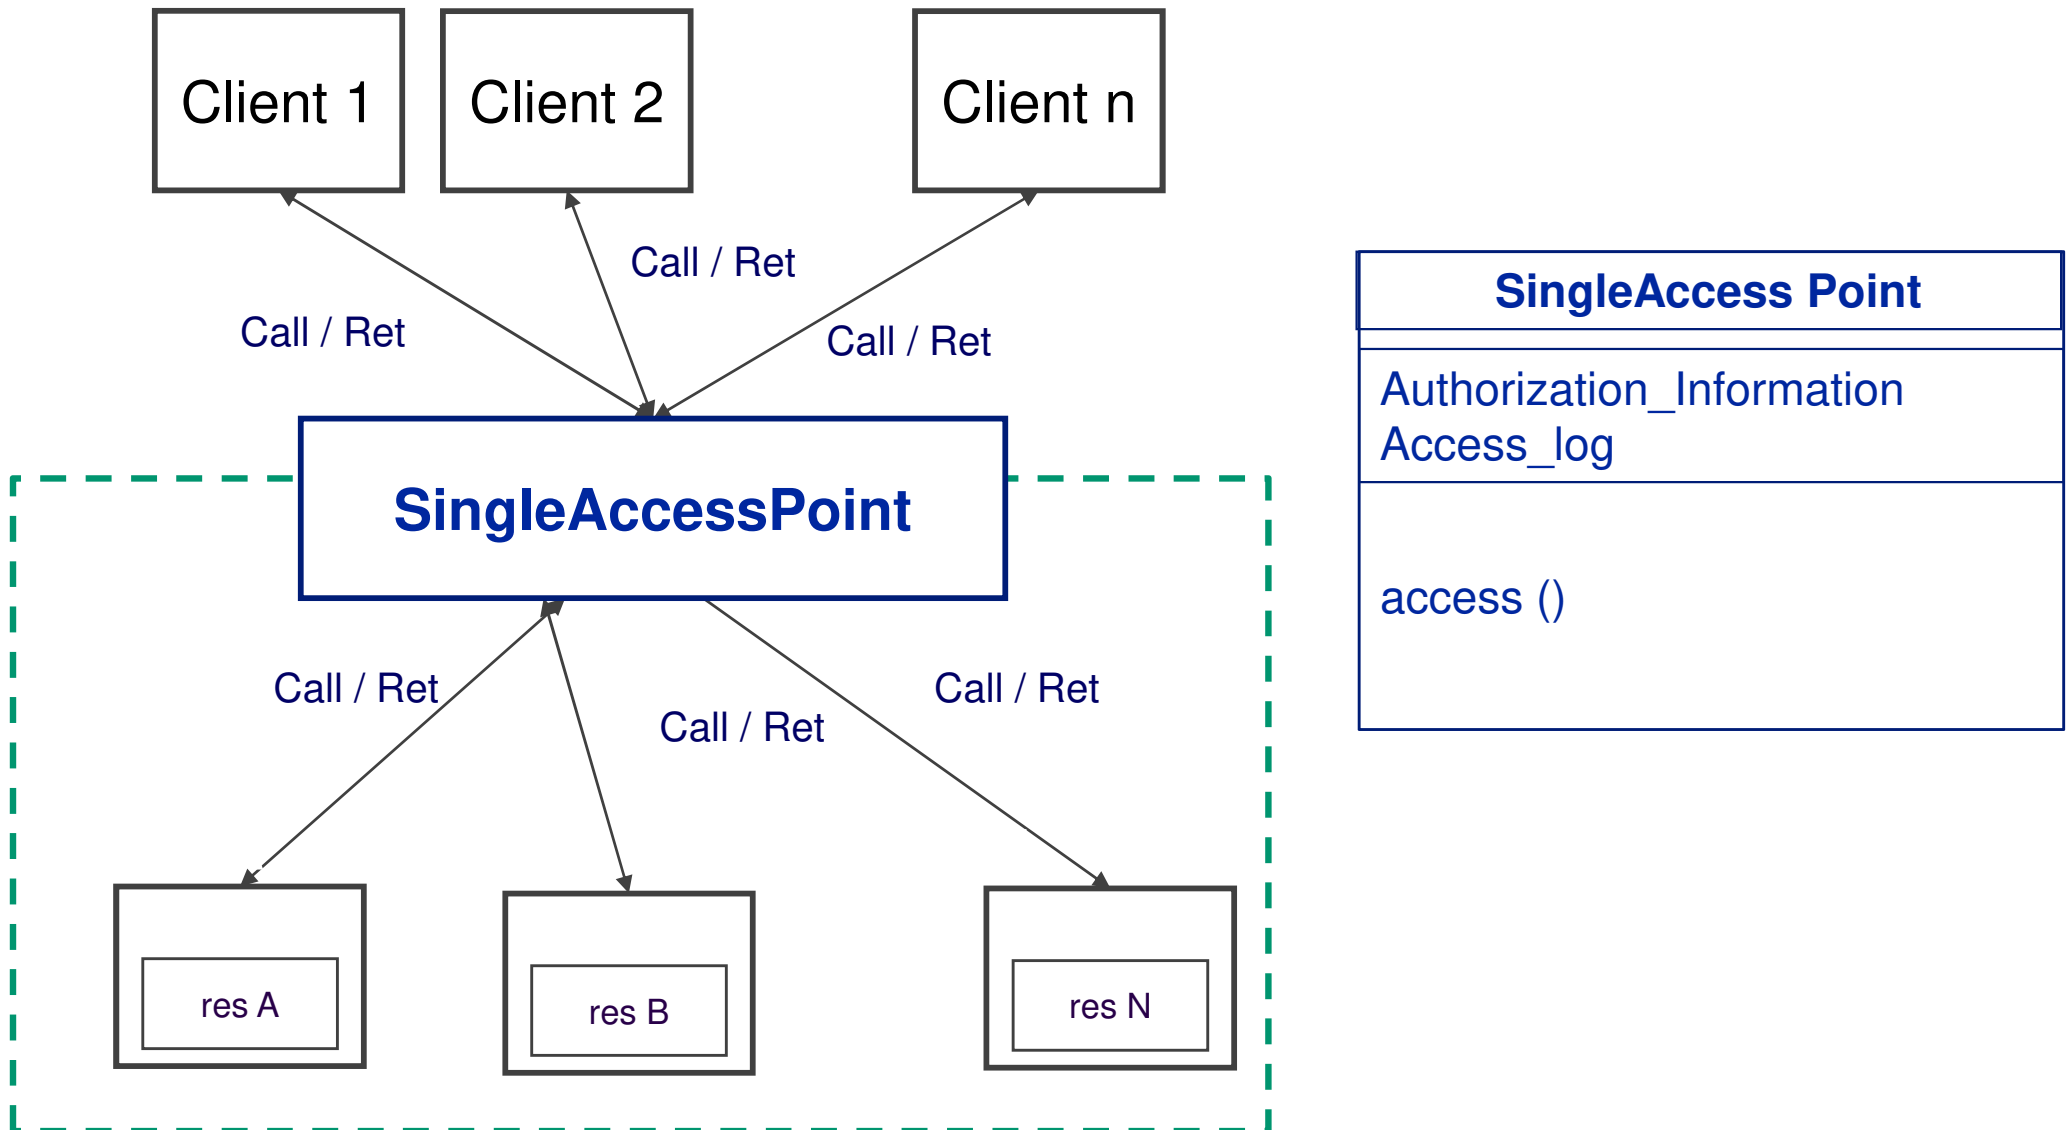 Client 1
Client 2
Client n
Call / Ret
Call / Ret
Call / Ret
SingleAccessPoint
Call / Ret
Call / Ret
Call / Ret
res A
res B
res N
SingleAccess Point
Authorization_Information
Access_log
access ()